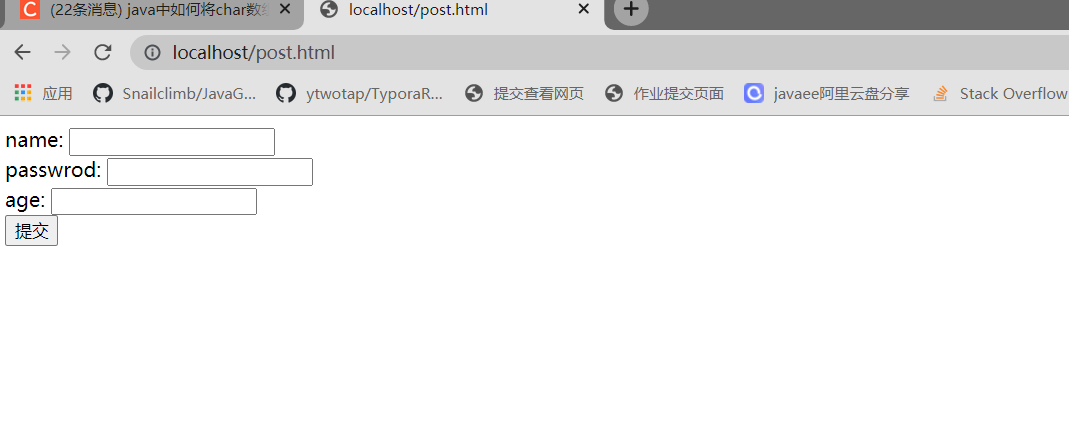 (22条消息) java中如何将char数组
localhost/post.html
localhost/post.html
应用 Snailclimb/JavaG... ytwotap/TyporaR... 提交查看网页 作业提交页面 javaee阿里云盘分享 Stack Overflow
name:
passwrod:
age:
提交